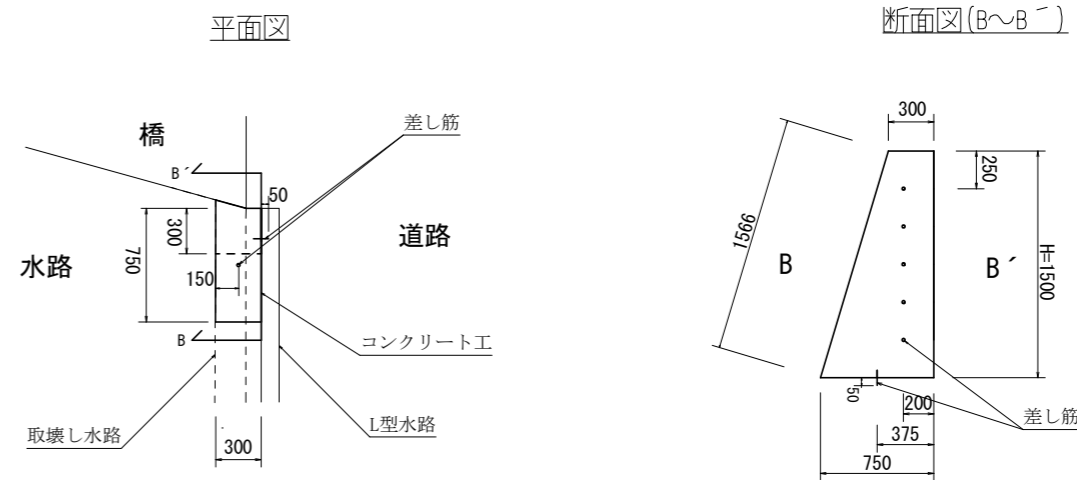 平面図
橋
差し筋
B´
50
300
750
水路
道路
150
B
コンクリート工
取壊し水路
L型水路
300
断面図(B~B´)
300
250
1566
B
B´
H=1500
50
200
差し筋
375
750